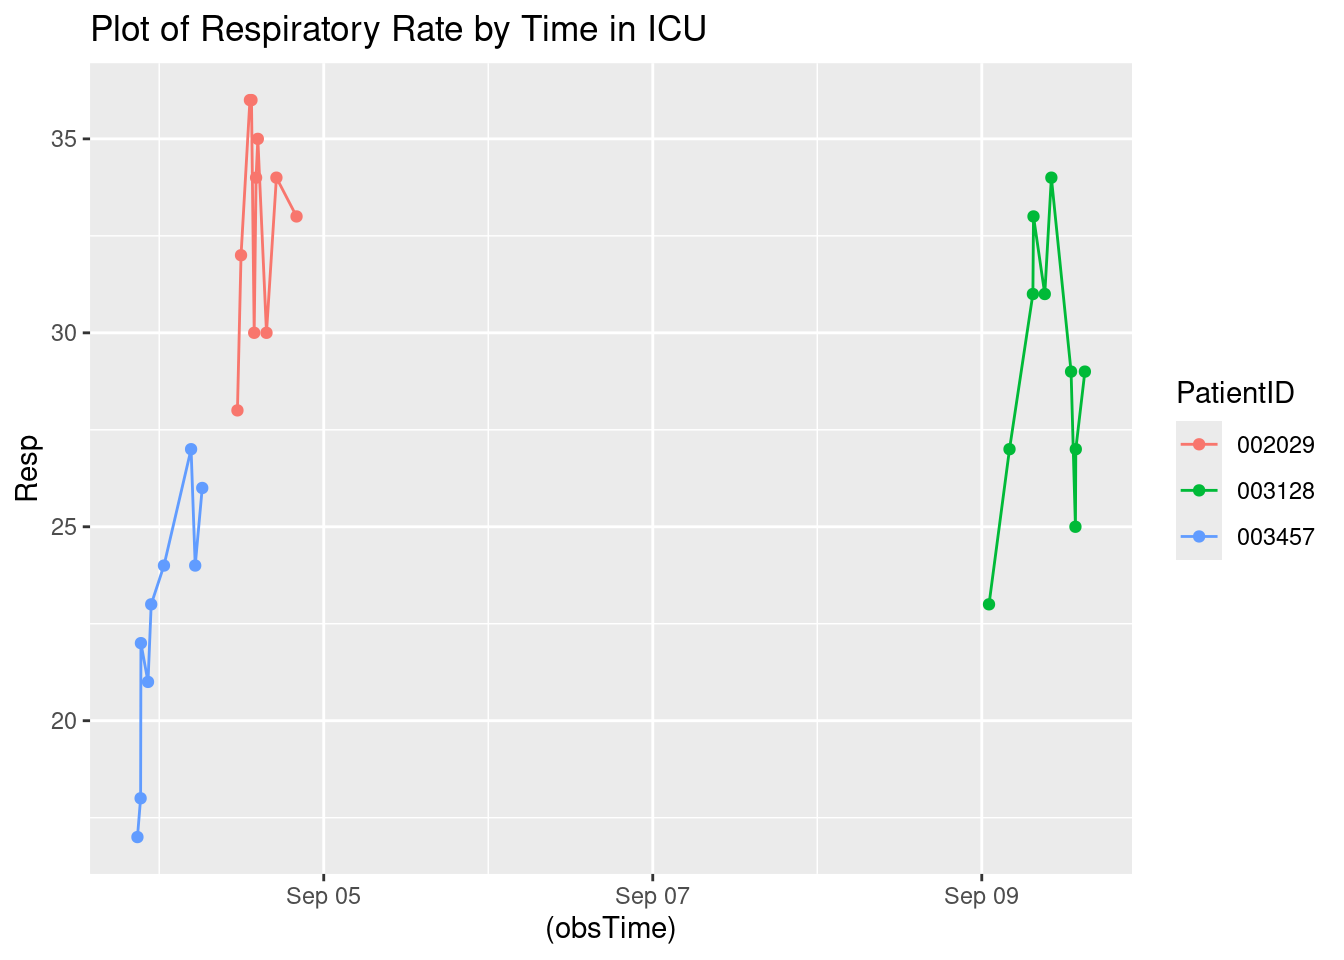 Plot of Respiratory Rate by Time in ICU
35
30
25
20
Resp
Sep 05
Sep 07
Sep 09
(obsTime)
PatientID
002029
003128
003457